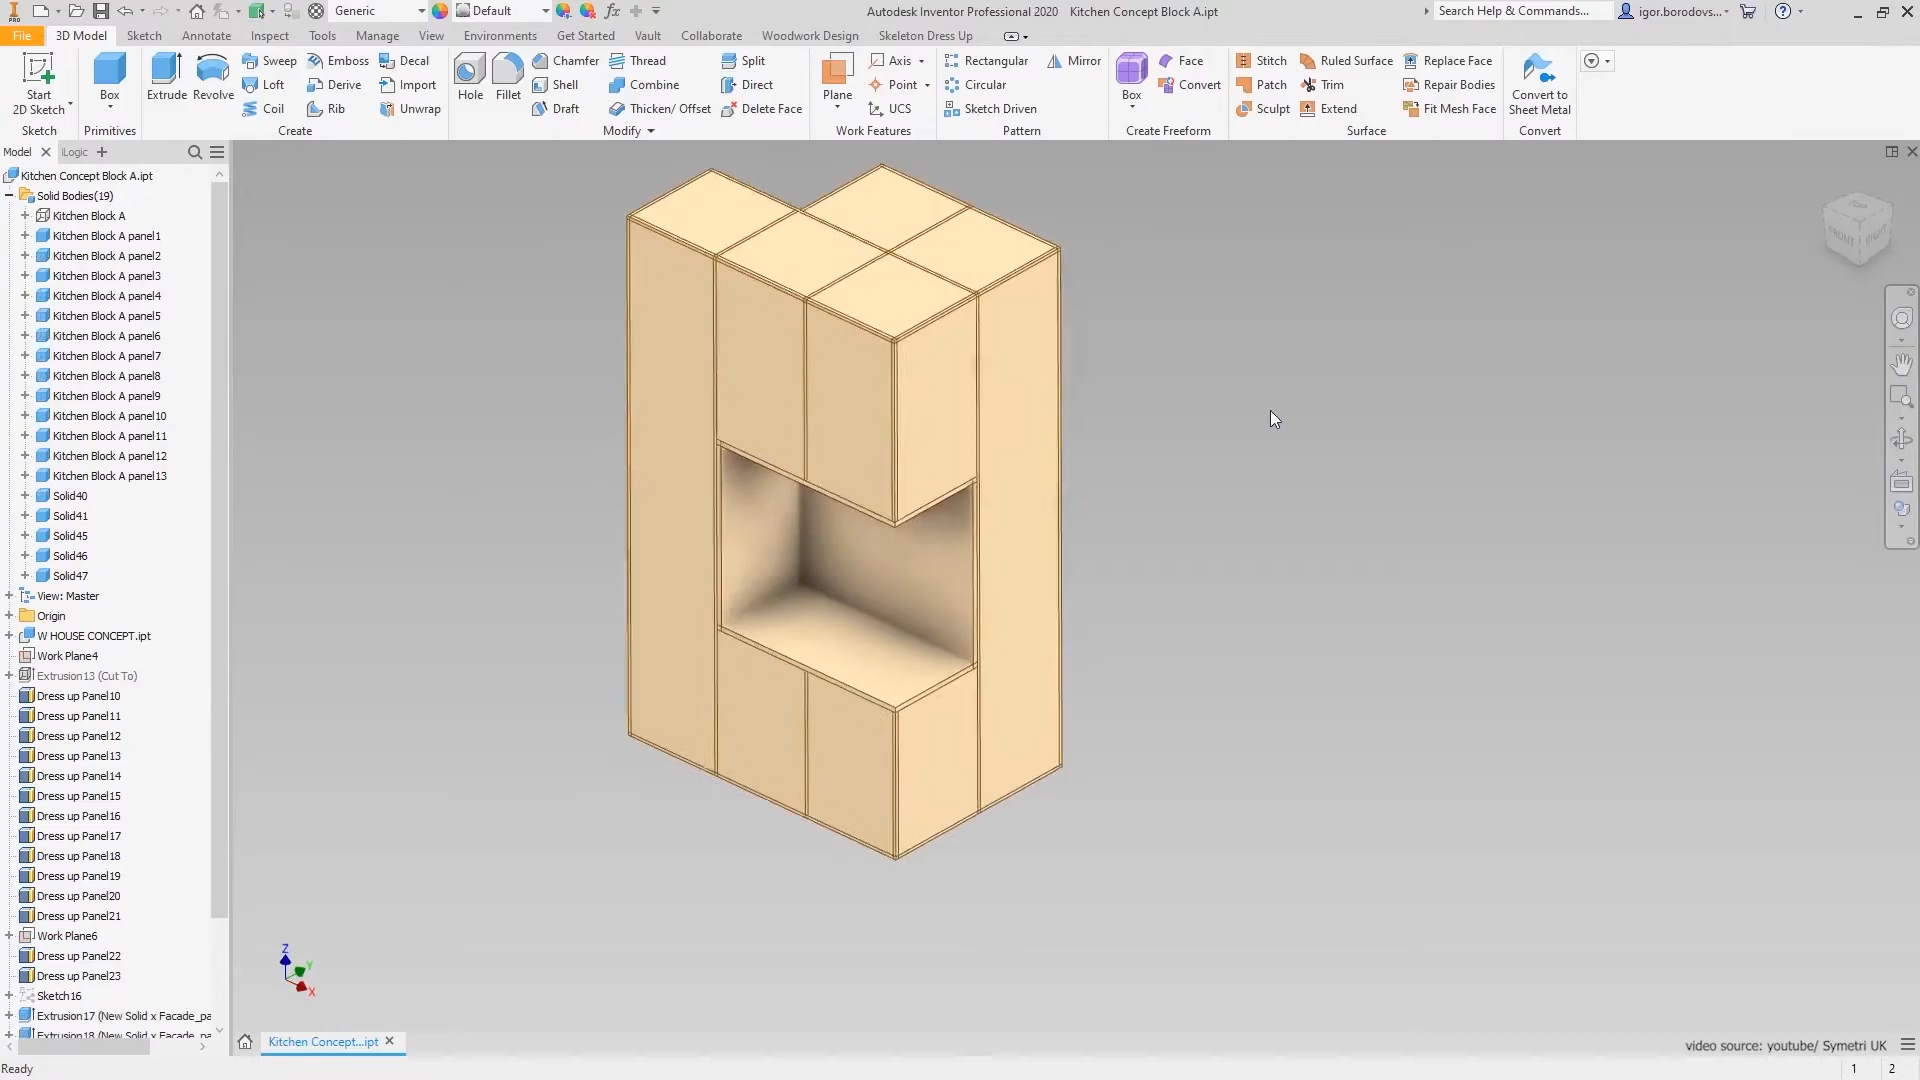 Generic
Default
fx
Autodesk Inventor Professional 2020 Kitchen Concept Block A.ipt
Search Help & Commands...
igor.borodovs...
File
3D Model
Sketch
Annotate
Inspect
Tools
Manage
View
Environments
Get Started
Vault
Collaborate
Woodwork Design
Skeleton Dress Up
Start
2D Sketch
Sketch
Box
Primitives
Extrude
Revolve
Sweep
Loft
Coil
Emboss
Derive
Rib
Decal
Import
Unwrap
Create
Hole
Fillet
Chamfer
Shell
Draft
Thread
Combine
Thicken/ Offset
Split
Direct
Delete Face
Modify
Plane
Axis
Point
UCS
Work Features
Rectangular
Circular
Sketch Driven
Mirror
Pattern
Box
Face
Convert
Create Freeform
Stitch
Patch
Sculpt
Ruled Surface
Trim
Extend
Replace Face
Repair Bodies
Fit Mesh Face
Surface
Convert to
Sheet Metal
Convert
Model
iLogic
Kitchen Concept Block A.ipt
Solid Bodies(19)
Kitchen Block A
Kitchen Block A panel1
Kitchen Block A panel2
Kitchen Block A panel3
Kitchen Block A panel4
Kitchen Block A panel5
Kitchen Block A panel6
Kitchen Block A panel7
Kitchen Block A panel8
Kitchen Block A panel9
Kitchen Block A panel10
Kitchen Block A panel11
Kitchen Block A panel12
Kitchen Block A panel13
Solid40
Solid41
Solid45
Solid46
Solid47
View: Master
Origin
W HOUSE CONCEPT.ipt
Work Plane4
Extrusion13 (Cut To)
Dress up Panel10
Dress up Panel11
Dress up Panel12
Dress up Panel13
Dress up Panel14
Dress up Panel15
Dress up Panel16
Dress up Panel17
Dress up Panel18
Dress up Panel19
Dress up Panel20
Dress up Panel21
Work Plane6
Dress up Panel22
Dress up Panel23
Sketch16
Extrusion17 (New Solid x Facade_pa
Extrusion18 (New Solid x Facade_pa
TOP
FRONT
RIGHT
Z
Y
X
Kitchen Concept...ipt
video source: youtube/ Symetri UK
Ready
1
2